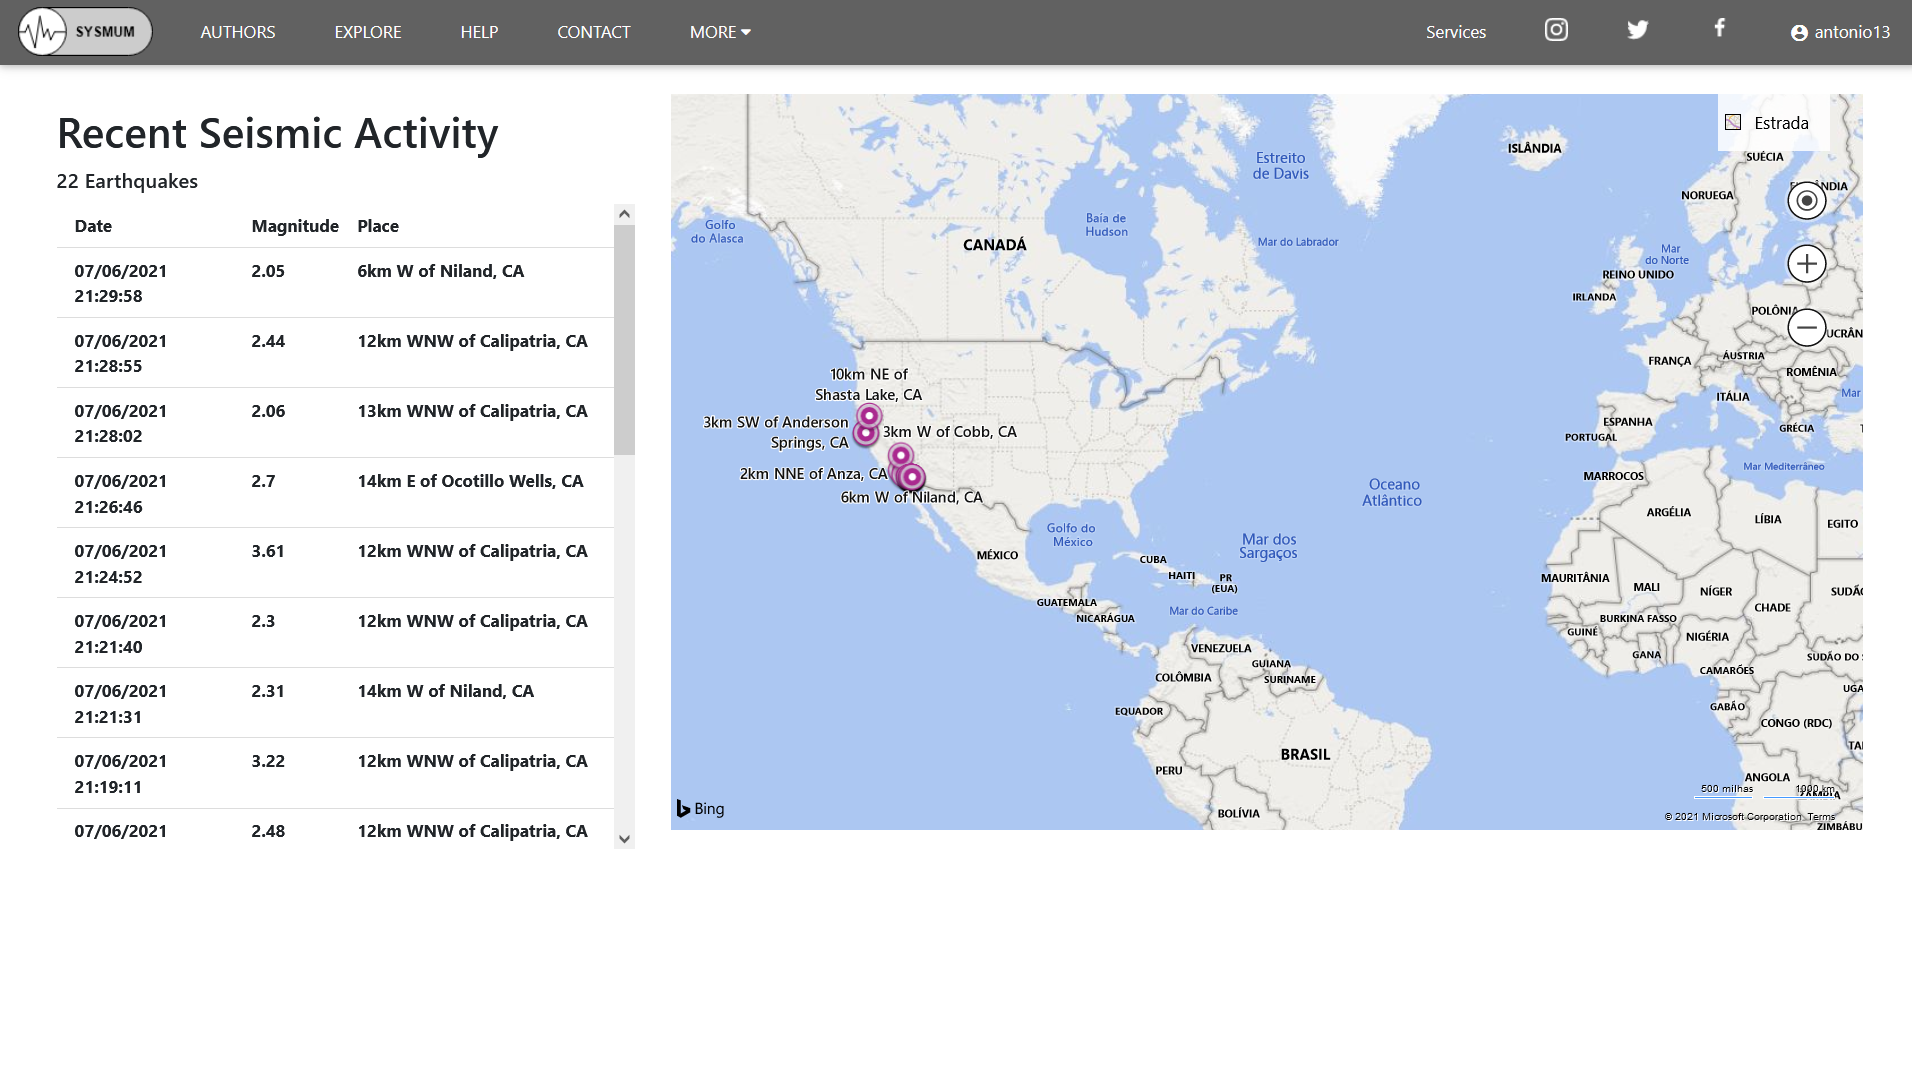 SYSMUM
AUTHORS
EXPLORE
HELP
CONTACT
MORE
Services
antonio13
Recent Seismic Activity
22 Earthquakes
Date Magnitude Place
07/06/2021 2.05 6km W of Niland, CA
21:29:58
07/06/2021 2.44 12km WNW of Calipatria, CA
21:28:55
07/06/2021 2.06 13km WNW of Calipatria, CA
21:28:02
07/06/2021 2.7 14km E of Ocotillo Wells, CA
21:26:46
07/06/2021 3.61 12km WNW of Calipatria, CA
21:24:52
07/06/2021 2.3 12km WNW of Calipatria, CA
21:21:40
07/06/2021 2.31 14km W of Niland, CA
21:21:31
07/06/2021 3.22 12km WNW of Calipatria, CA
21:19:11
07/06/2021 2.48 12km WNW of Calipatria, CA
Estrada
ISLÂNDIA
SUÉCIA
NDIA
NORUEGA
Estreito
de Davis
Golfo
do Alasca
Baía de
Hudson
Mar do Labrador
CANADÁ
Mar
do Norte
REINO UNIDO
IRLANDA
POLÔNIA
UCRÂN
FRANÇA
ÁUSTRIA
ROMÊNIA
ITÁLIA
Mar
ESPANHA
GRÉCIA
PORTUGAL
10km NE of
Shasta Lake, CA
3km SW of Anderson
Springs, CA
3km W of Cobb, CA
2km NNE of Anza, CA
6km W of Niland, CA
Mar Mediterrâneo
MARROCOS
Oceano
Atlântico
ARGÉLIA
LÍBIA
EGITO
Golfo do
México
Mar dos
Sargaços
MÉXICO
CUBA
HAITI
PR
(EUA)
MAURITÂNIA
MALI
NÍGER
CHADE
SUDÃ
GUATEMALA
NICARÁGUA
Mar do Caribe
BURKINA FASSO
GUINÉ
NIGÉRIA
GANA
CAMARÕES
SUDÃO DO
VENEZUELA
GUIANA
SURINAME
COLÔMBIA
EQUADOR
UGA
GABÃO
CONGO (RDC)
TA
BRASIL
PERU
ANGOLA
ZÂMBIA
BOLÍVIA
500 milhas
1000 km
Bing
© 2021 Microsoft Corporation Terms
ZIMBÁBU